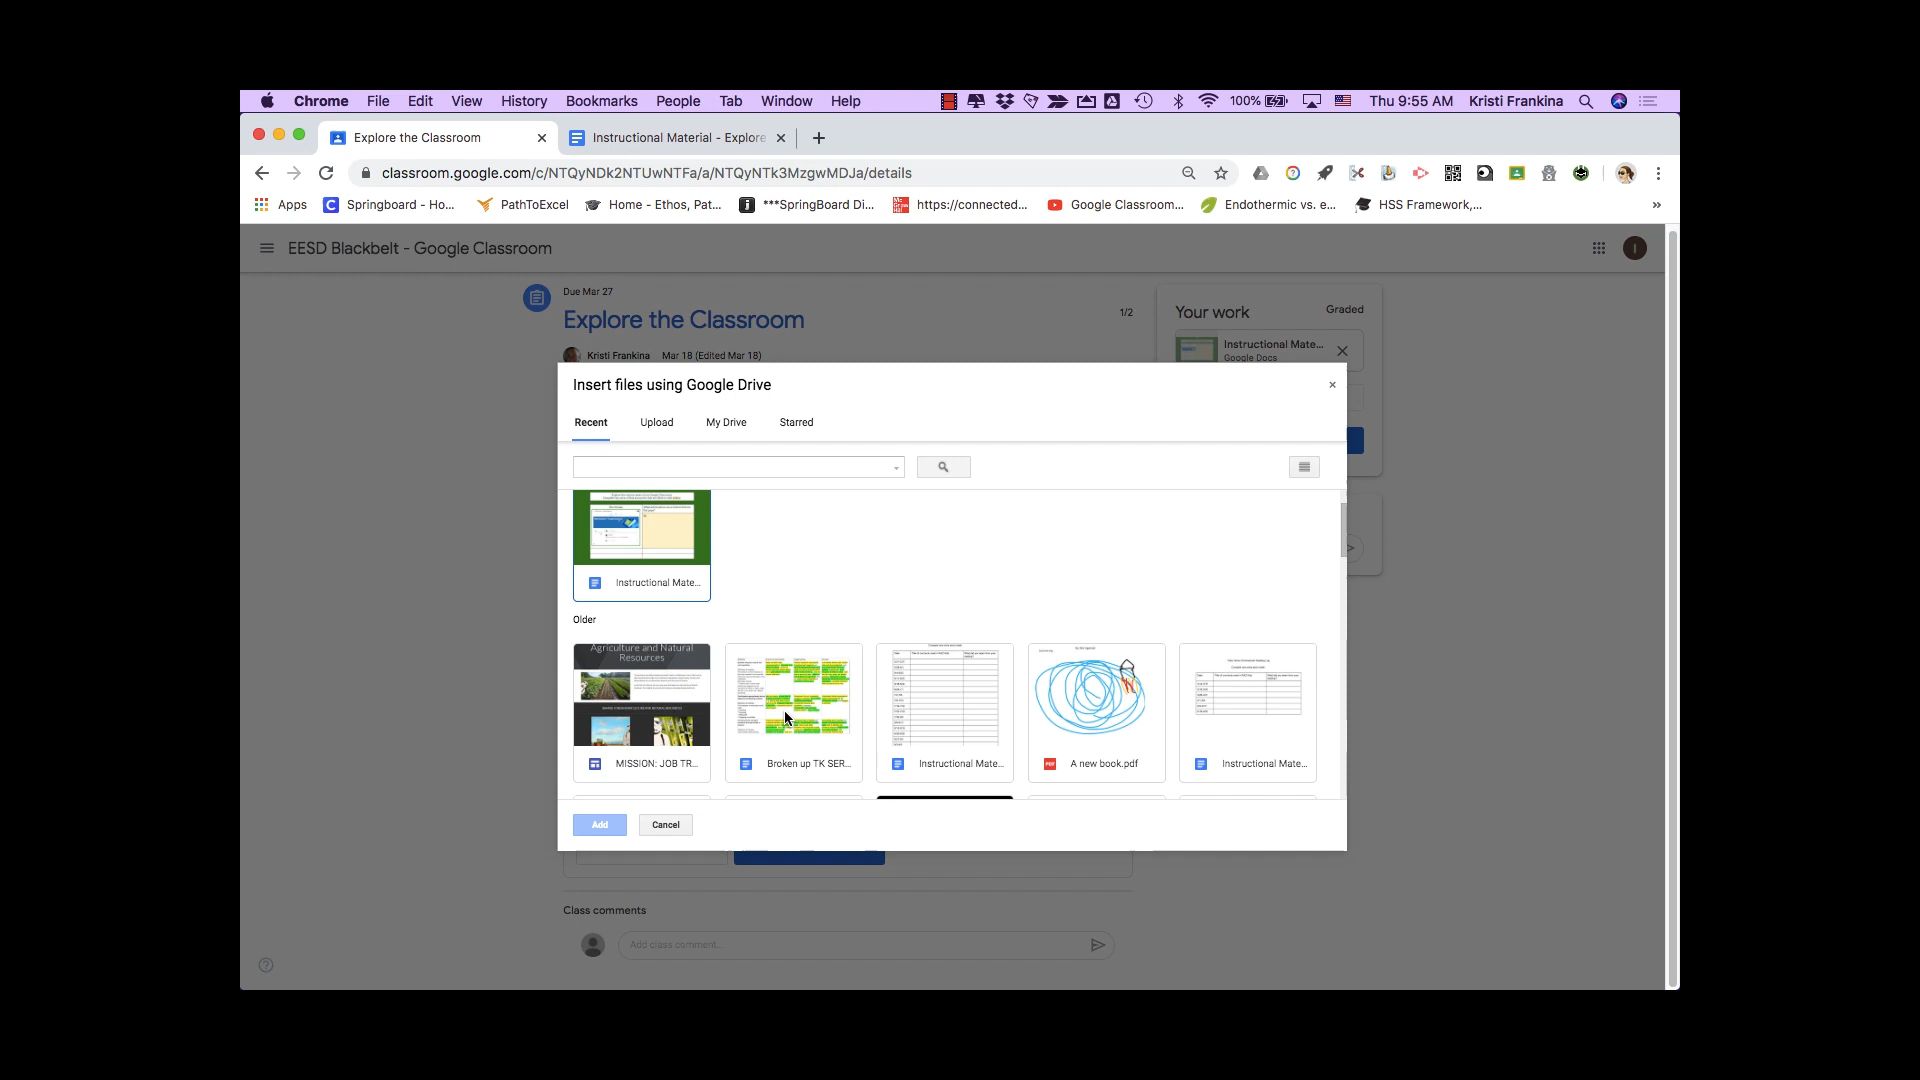 Chrome File Edit View History Bookmarks People Tab Window Help 100% Thu 9:55 AM Kristi Frankina
Explore the Classroom Instructional Material - Explore
classroom.google.com/c/NTQyNDk2NTUwNTFa/a/NTQyNTk3MzgwMDJa/details
Apps Springboard - Ho... PathToExcel Home - Ethos, Pat... ***SpringBoard Di... https://connected... Google Classroom... Endothermic vs. e... HSS Framework,... »
EESD Blackbelt - Google Classroom I
Due Mar 27
Explore the Classroom 1/2
Kristi Frankina Mar 18 (Edited Mar 18)
Your work Graded
Instructional Mate...
Google Docs
Insert files using Google Drive
Recent Upload My Drive Starred
Instructional Mate...
Older
Agriculture and Natural
Resources
MISSION: JOB TR... Broken up TK SER... Instructional Mate... PDF A new book.pdf Instructional Mate...
Add Cancel
Class comments
Add class comment...